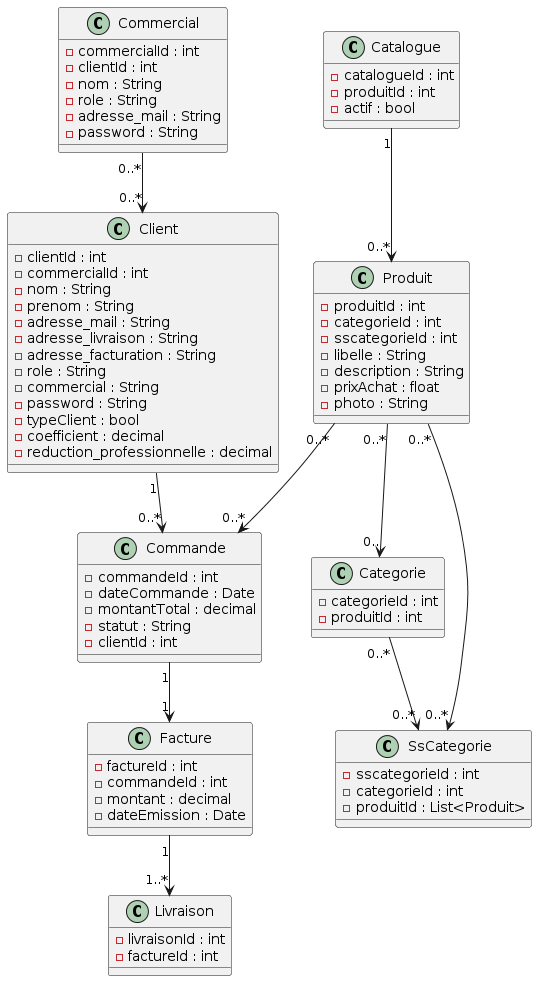 C Commercial
commercialId : int
clientId : int
nom : String
role : String
adresse_mail : String
password : String
C Catalogue
catalogueId : int
produitId : int
actif : bool
0..*
0..*
1
0..*
C Client
clientId : int
commercialId : int
nom : String
prenom : String
adresse_mail : String
adresse_livraison : String
adresse_facturation : String
role : String
commercial : String
password : String
typeClient : bool
coefficient : decimal
reduction_professionnelle : decimal
C Produit
produitId : int
categorieId : int
sscategorieId : int
libelle : String
description : String
prixAchat : float
photo : String
1
0..*
0..*
0..*
0..*
0..
0..*
C Commande
commandeId : int
dateCommande : Date
montantTotal : decimal
statut : String
clientId : int
C Categorie
categorieId : int
produitId : int
1
1
0..*
0..*
0..*
C Facture
factureId : int
commandeId : int
montant : decimal
dateEmission : Date
C SsCategorie
sscategorieId : int
categorieId : int
produitId : List<Produit>
1
1..*
C Livraison
livraisonId : int
factureId : int